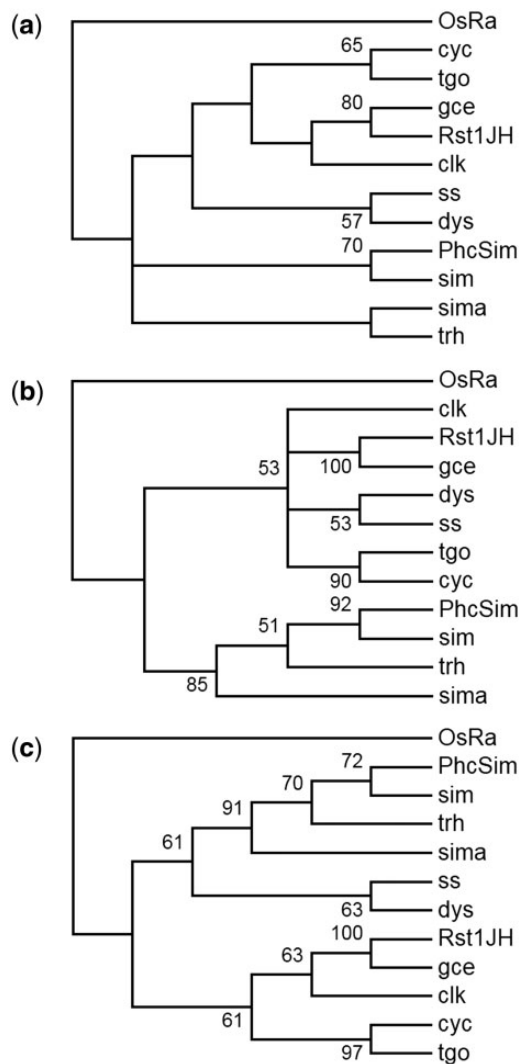 (a)
OsRa
65 cyc
tgo
80 gce
Rst1JH
clk
ss
57 dys
70 PhcSim
sim
sima
trh
(b)
OsRa
clk
Rst1JH
53 100 gce
dys
53 ss
tgo
90 cyc
92 PhcSim
51 sim
trh
85 sima
(c)
OsRa
72 PhcSim
70 sim
91 trh
61 sima
ss
63 dys
100 Rst1JH
63 gce
clk
61 cyc
97 tgo